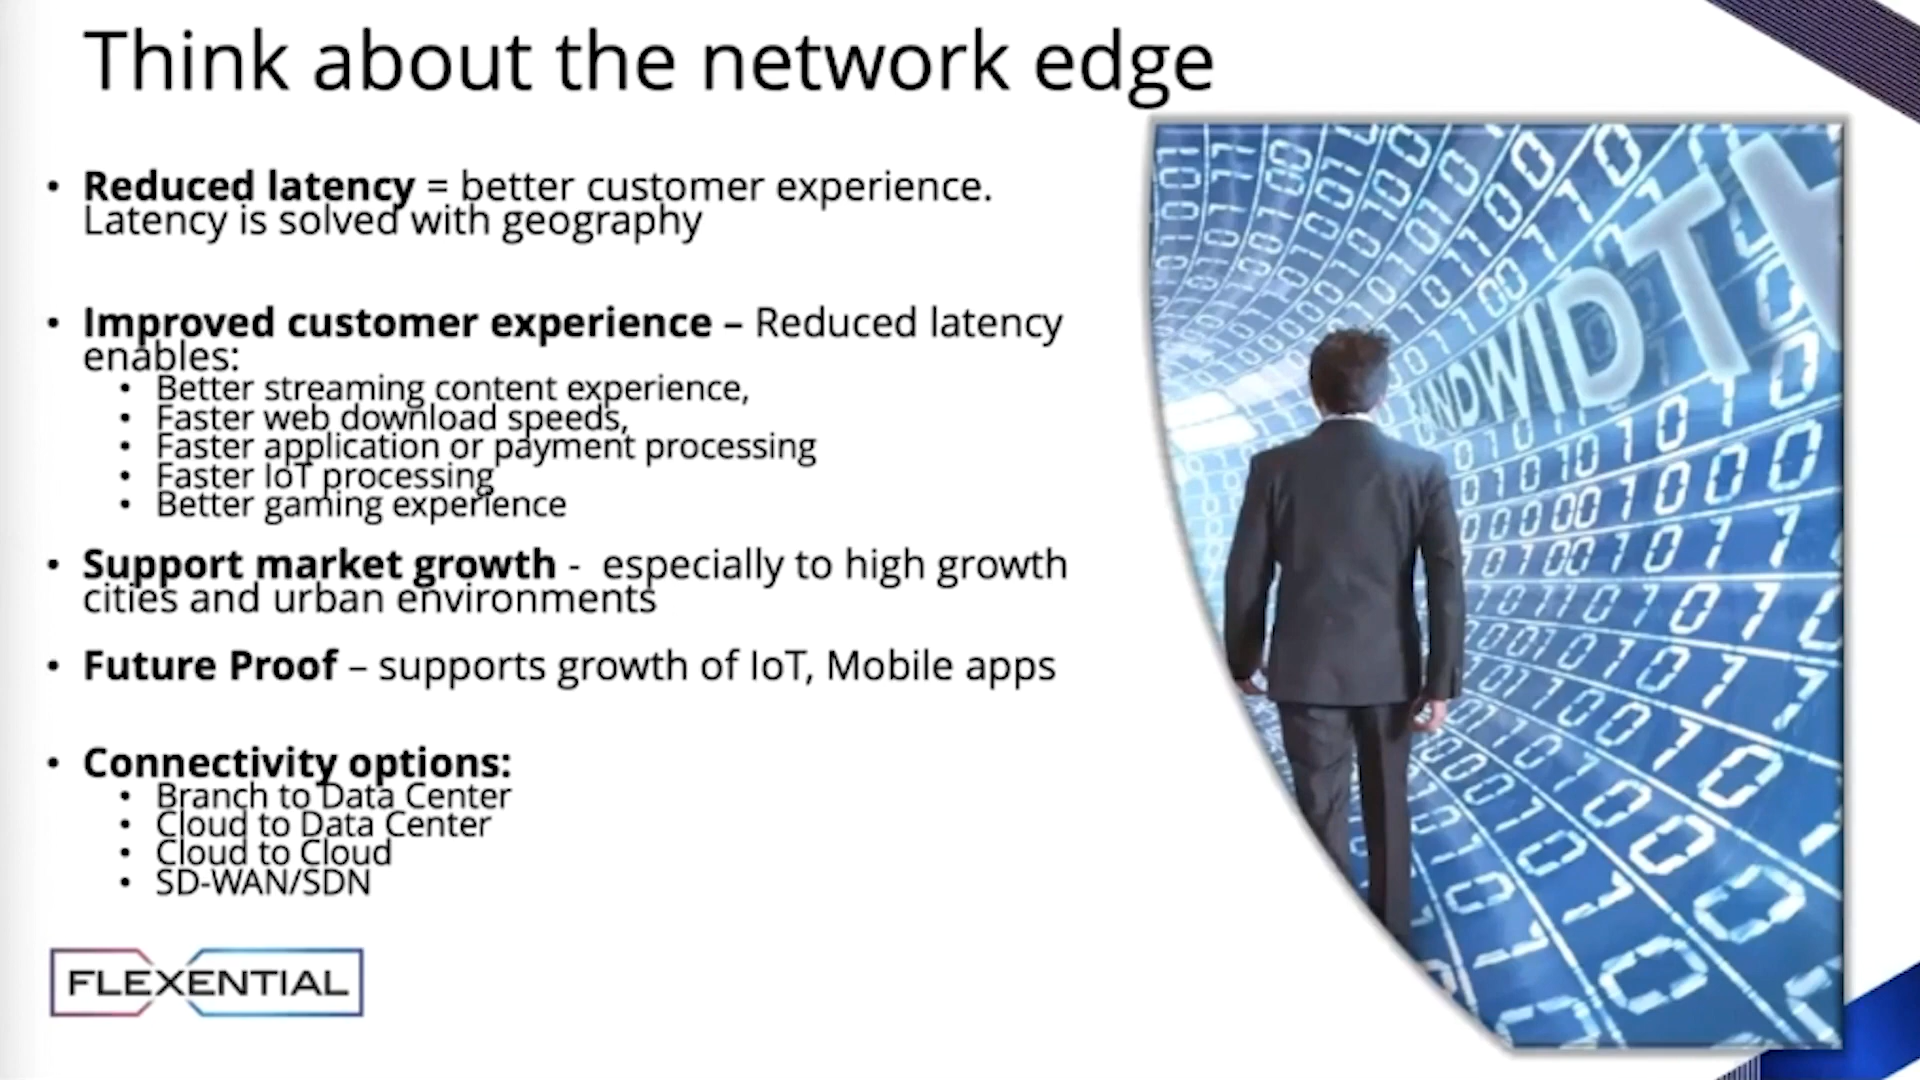 Think about the network edge
• Reduced latency = better customer experience.
Latency is solved with geography
• Improved customer experience – Reduced latency
enables:
• Better streaming content experience,
• Faster web download speeds,
• Faster application or payment processing
• Faster IoT processing
• Better gaming experience
• Support market growth - especially to high growth
cities and urban environments
• Future Proof – supports growth of IoT, Mobile apps
• Connectivity options:
• Branch to Data Center
• Cloud to Data Center
• Cloud to Cloud
• SD-WAN/SDN
FLEXENTIAL
ANDWIDTH